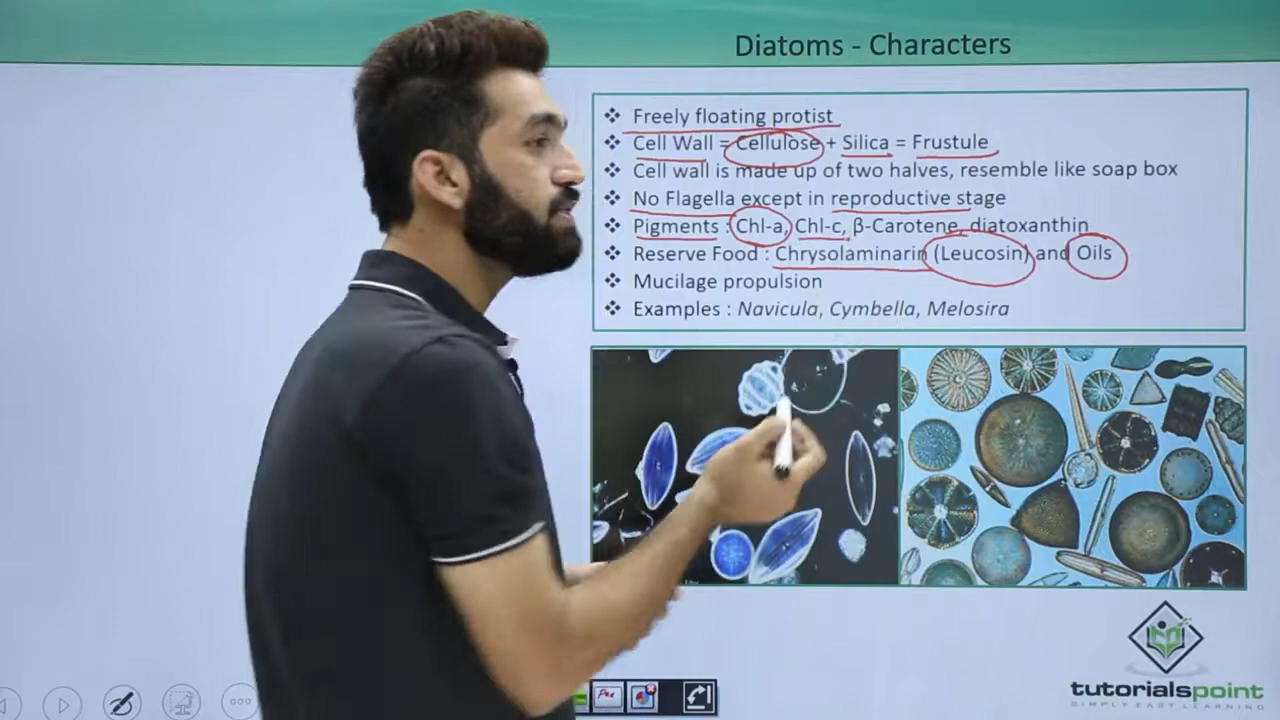 Diatoms - Characters
❖ Freely floating protist
❖ Cell Wall = Cellulose + Silica = Frustule
❖ Cell wall is made up of two halves, resemble like soap box
❖ No Flagella except in reproductive stage
❖ Pigments : Chl-a, Chl-c, β-Carotene, diatoxanthin
❖ Reserve Food : Chrysolaminarin (Leucosin) and Oils
❖ Mucilage propulsion
❖ Examples : Navicula, Cymbella, Melosira
tutorialspoint
SIMPLY EASY LEARNING
Pex